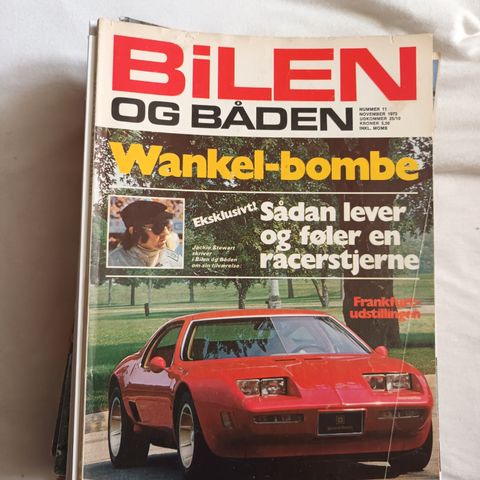 BiLEN
OG BÅDEN
NUMMER 11
NOVEMBER 1973
UDKOMMER 25/10
KRONER 5,50
INKL. MOMS
Wankel-bombe
Eksklusivt!
Sådan lever
og føler en
racerstjerne
Jackie Stewart
skriver
i Bilen og Båden
om sin tilværelse.
Frankfurt-
udstillingen